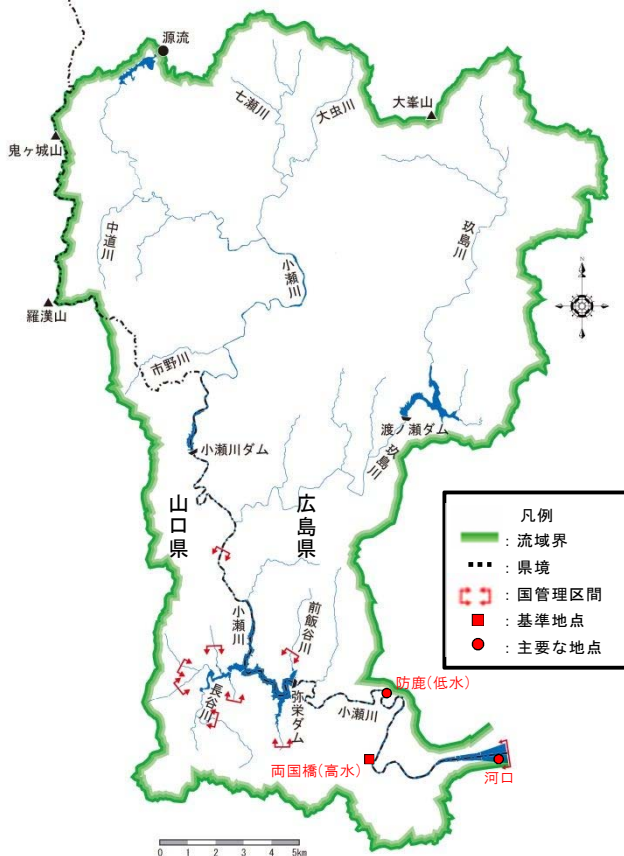 源流
七瀬川
大虫川
大峯山
鬼ヶ城山
中道川
小瀬川
玖島川
N
羅漢山
市野川
渡ノ瀬ダム
小瀬川ダム
玖島川
山口県
広島県
凡例
：流域界
：県境
：国管理区間
：基準地点
：主要な地点
小瀬川
前飯谷川
長谷川
弥栄ダム
防鹿(低水)
小瀬川
両国橋(高水)
河口
0 1 2 3 4 5km